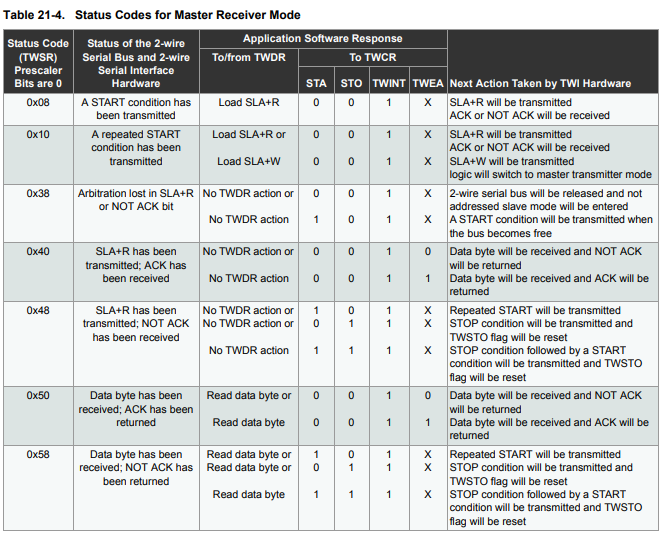 Table 21-4. Status Codes for Master Receiver Mode
Status Code
(TWSR)
Prescaler
Bits are 0
Status of the 2-wire
Serial Bus and 2-wire
Serial Interface
Hardware
Application Software Response
To/from TWDR
To TWCR
STA STO TWINT TWEA
Next Action Taken by TWI Hardware
0x08
A START condition has
been transmitted
Load SLA+R 0 0 1 X
SLA+R will be transmitted
ACK or NOT ACK will be received
0x10
A repeated START
condition has been
transmitted
Load SLA+R or 0 0 1 X
SLA+R will be transmitted
ACK or NOT ACK will be received
Load SLA+W 0 0 1 X
SLA+W will be transmitted
logic will switch to master transmitter mode
0x38
Arbitration lost in SLA+R
or NOT ACK bit
No TWDR action or 0 0 1 X
2-wire serial bus will be released and not
addressed slave mode will be entered
No TWDR action 1 0 1 X
A START condition will be transmitted when
the bus becomes free
0x40
SLA+R has been
transmitted; ACK has
been received
No TWDR action or 0 0 1 0
Data byte will be received and NOT ACK
will be returned
No TWDR action 0 0 1 1
Data byte will be received and ACK will be
returned
0x48
SLA+R has been
transmitted; NOT ACK
has been received
No TWDR action or 1 0 1 X
Repeated START will be transmitted
No TWDR action or 0 1 1 X
STOP condition will be transmitted and
TWSTO flag will be reset
No TWDR action 1 1 1 X
STOP condition followed by a START
condition will be transmitted and TWSTO
flag will be reset
0x50
Data byte has been
received; ACK has been
returned
Read data byte or 0 0 1 0
Data byte will be received and NOT ACK
will be returned
Read data byte 0 0 1 1
Data byte will be received and ACK will be
returned
0x58
Data byte has been
received; NOT ACK has
been returned
Read data byte or 1 0 1 X
Repeated START will be transmitted
Read data byte or 0 1 1 X
STOP condition will be transmitted and
TWSTO flag will be reset
Read data byte 1 1 1 X
STOP condition followed by a START
condition will be transmitted and TWSTO
flag will be reset